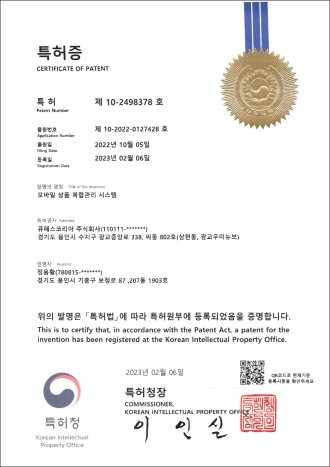 특허증
CERTIFICATE OF PATENT
특 허 제 10-2498378 호
Patent Number
출원번호 제 10-2022-0127428 호
Application Number
출원일 2022년 10월 05일
Filing Date
등록일 2023년 02월 06일
Registration Date
발명의 명칭 Title of the Invention
모바일 상품 복합관리 시스템
특허권자 Patentee
큐패스코리아 주식회사(110111-*******)
경기도 용인시 수지구 광교중앙로 338, 씨동 802호(상현동, 광교우미뉴브)
발명자 Inventor
정용활(780815-*******)
경기도 용인시 기흥구 보정로 87 ,207동 1903호
위의 발명은 「특허법」에 따라 특허원부에 등록되었음을 증명합니다.
This is to certify that, in accordance with the Patent Act, a patent for the
invention has been registered at the Korean Intellectual Property Office.
2023년 02월 06일
QR코드로 현재기준
등록사항을 확인하세요
특허청장
COMMISSIONER,
KOREAN INTELLECTUAL PROPERTY OFFICE
이 인 실
특허청
Korean Intellectual
Property Office